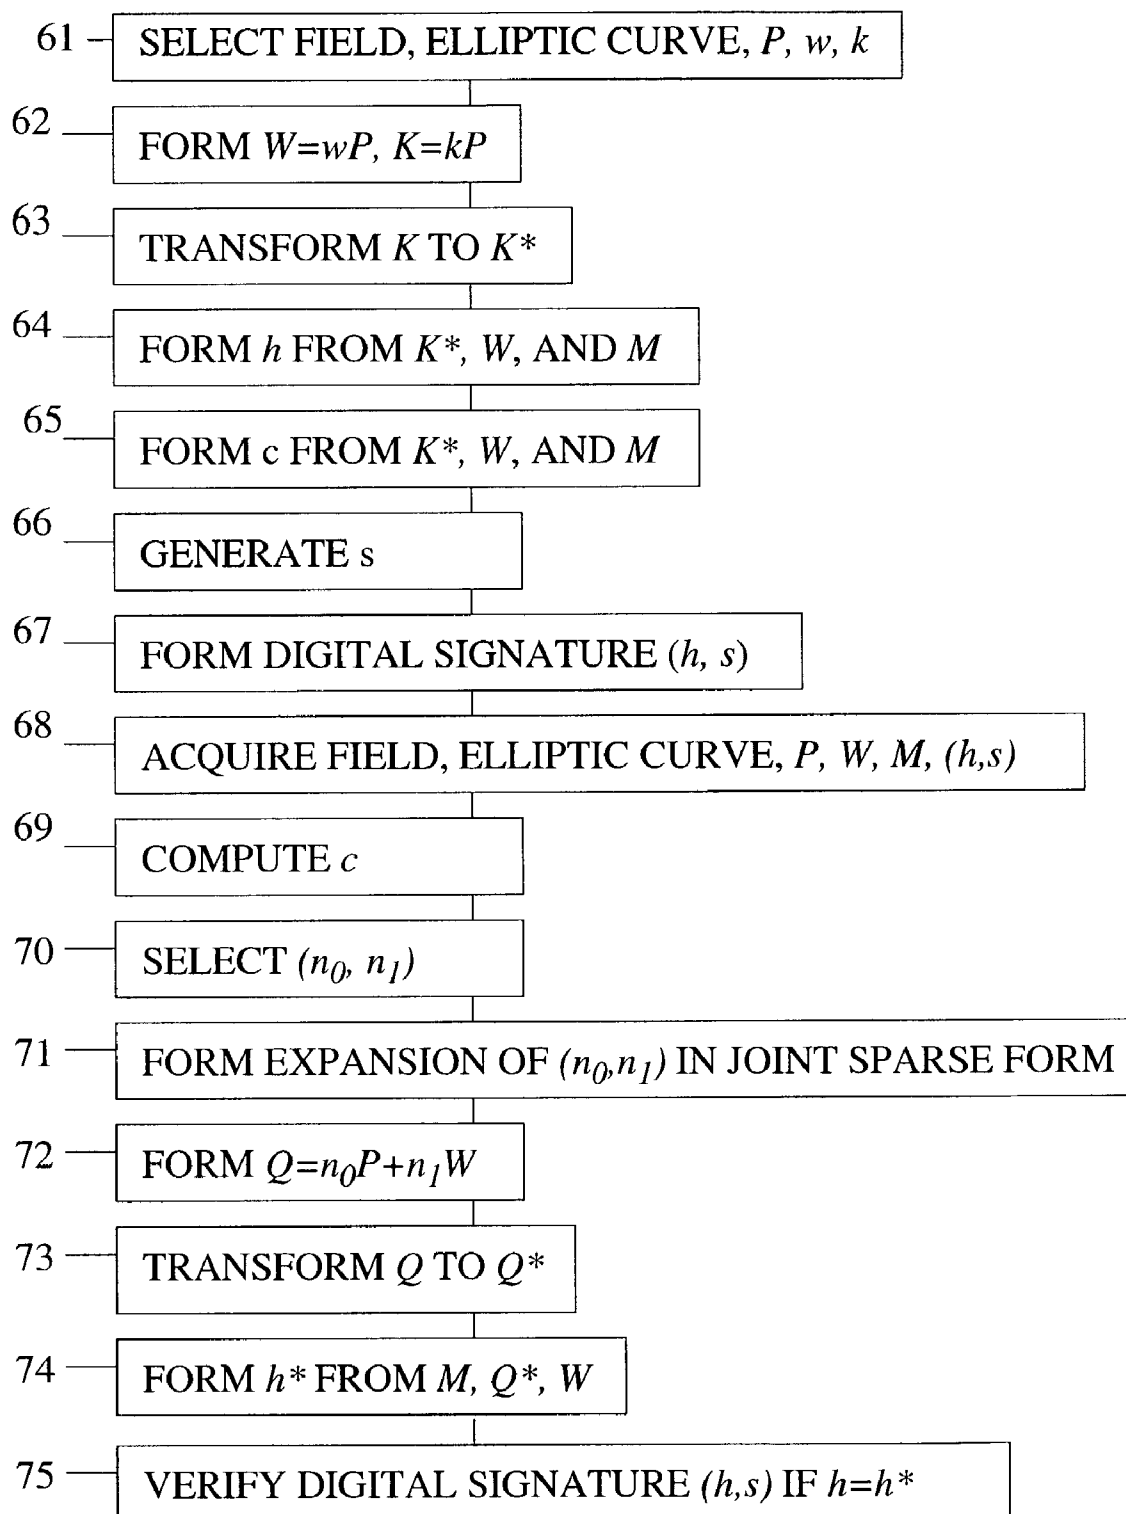 61 SELECT FIELD, ELLIPTIC CURVE, P, w, k
62 FORM W=wP, K=kP
63 TRANSFORM K TO K*
64 FORM h FROM K*, W, AND M
65 FORM c FROM K*, W, AND M
66 GENERATE s
67 FORM DIGITAL SIGNATURE (h, s)
68 ACQUIRE FIELD, ELLIPTIC CURVE, P, W, M, (h,s)
69 COMPUTE c
70 SELECT (n0, n1)
71 FORM EXPANSION OF (n0,n1) IN JOINT SPARSE FORM
72 FORM Q=n0P+n1W
73 TRANSFORM Q TO Q*
74 FORM h* FROM M, Q*, W
75 VERIFY DIGITAL SIGNATURE (h,s) IF h=h*